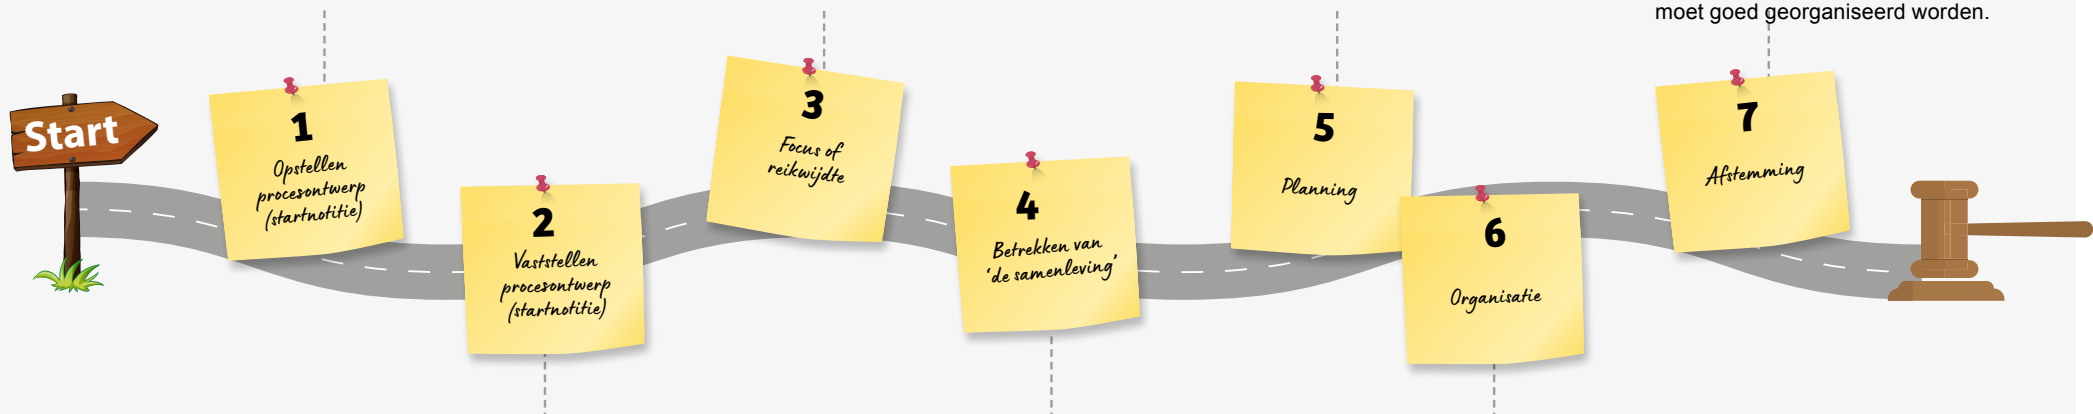 moet goed georganiseerd worden.
Start
1
Opstellen
procesontwerp
(startnotitie)
2
Vaststellen
procesontwerp
(startnotitie)
3
Focus of
reikwijdte
4
Betrekken van
‘de samenleving’
5
Planning
6
Organisatie
7
Afstemming